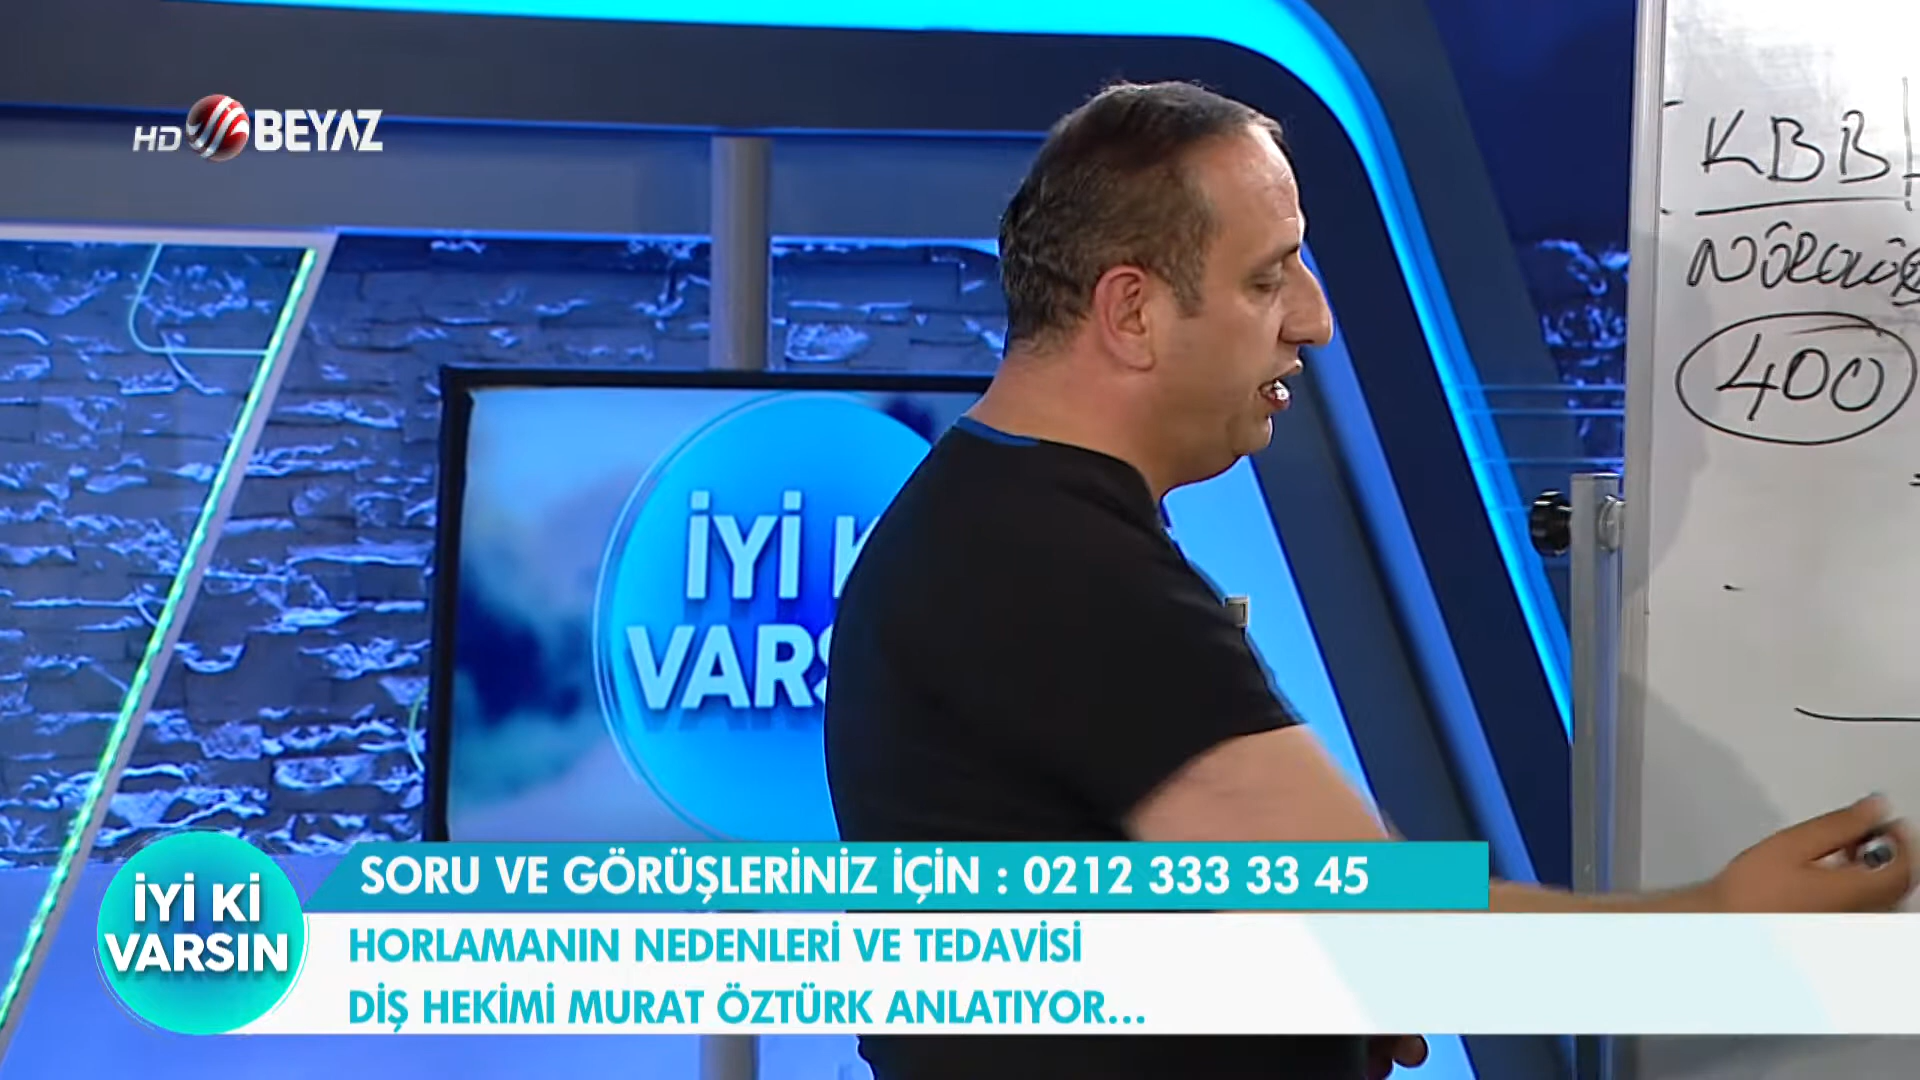 HD BEYAZ
KBB
NÖROLOG
400
İYİ K
VARS
SORU VE GÖRÜŞLERİNİZ İÇİN : 0212 333 33 45
İYİ Kİ
VARSIN
HORLAMANIN NEDENLERİ VE TEDAVİSİ
DİŞ HEKİMİ MURAT ÖZTÜRK ANLATIYOR...